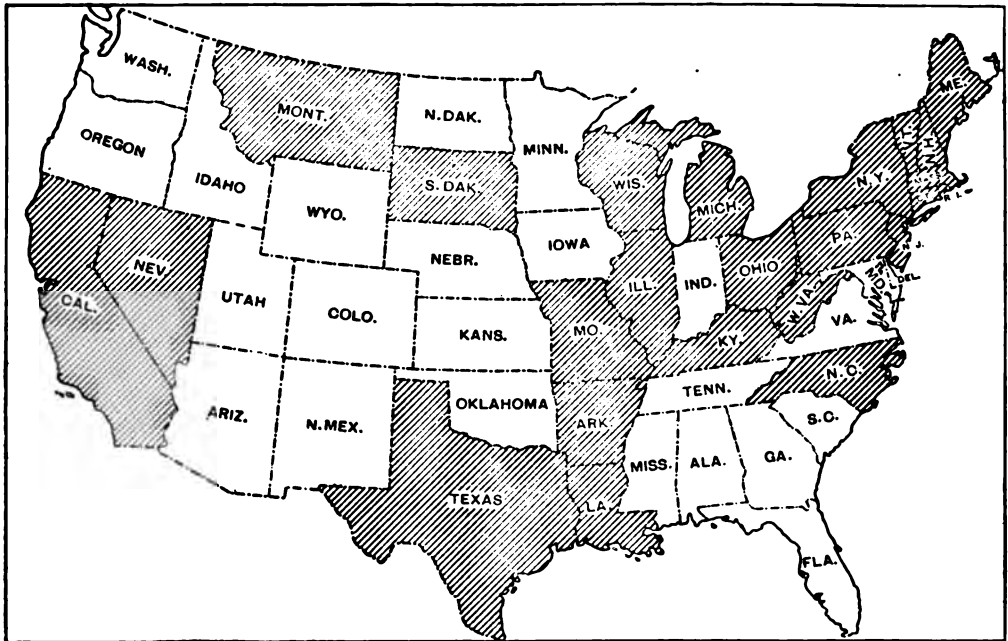 WASH.
OREGON
IDAHO
MONT.
N.DAK.
S.DAK.
MINN.
WYO.
NEBR.
IOWA
WIS.
MICH.
NEV.
CAL.
UTAH
COLO.
KANS.
MO.
ILL.
IND.
OHIO
KY.
W.VA.
VA.
PA.
N.Y.
VT.
N.H.
ME.
N.J.
DEL.
N.C.
TENN.
S.C.
ARIZ.
N.MEX.
OKLAHOMA
ARK.
TEXAS
LA.
MISS.
ALA.
GA.
FLA.